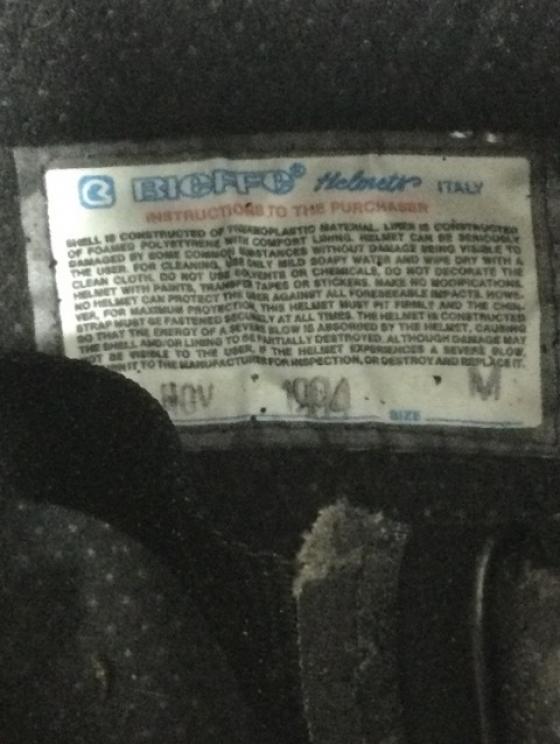 BIEFFE® Helmets ITALY
INSTRUCTIONS TO THE PURCHASER
SHELL IS CONSTRUCTED OF THERMOPLASTIC MATERIAL. LINER IS CONSTRUCTED
OF FOAMED POLYSTYRENE WITH COMFORT LINING. HELMET CAN BE SERIOUSLY
DAMAGED BY SOME COMMON SUBSTANCES WITHOUT DAMAGE BEING VISIBLE TO
THE USER. FOR CLEANING, USE MILD SOAPY WATER AND WIPE DRY WITH A
CLEAN CLOTH. DO NOT USE SOLVENTS OR CHEMICALS. DO NOT DECORATE THE
HELMET WITH PAINTS, TRANSFER TAPES OR STICKERS. MAKE NO MODIFICATIONS.
NO HELMET CAN PROTECT THE USER AGAINST ALL FORESEEABLE IMPACTS. HOWE-
VER, FOR MAXIMUM PROTECTION, THIS HELMET MUST FIT FIRMLY AND THE CHIN-
STRAP MUST BE FASTENED SECURELY AT ALL TIMES. THE HELMET IS CONSTRUCTED
SO THAT THE ENERGY OF A SEVERE BLOW IS ABSORBED BY THE HELMET, CAUSING
THE SHELL AND/OR LINING TO BE PARTIALLY DESTROYED. ALTHOUGH DAMAGE MAY
NOT BE VISIBLE TO THE USER, IF THE HELMET EXPERIENCES A SEVERE BLOW,
IT TO THE MANUFACTURER FOR INSPECTION, OR DESTROY AND REPLACE IT.
NOV 1984 SIZE M